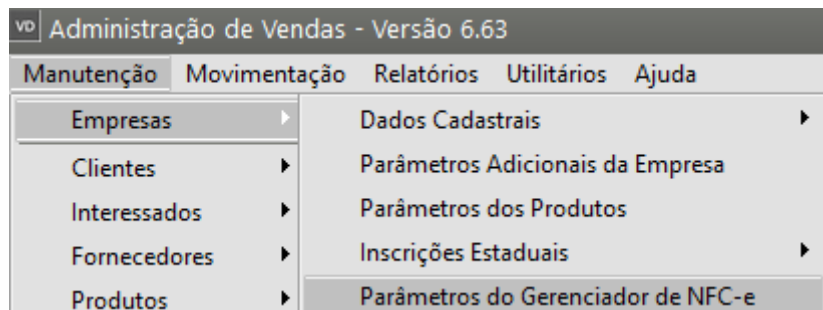 VD Administração de Vendas - Versão 6.63
Manutenção Movimentação Relatórios Utilitários Ajuda
Empresas
Clientes
Interessados
Fornecedores
Produtos
Dados Cadastrais
Parâmetros Adicionais da Empresa
Parâmetros dos Produtos
Inscrições Estaduais
Parâmetros do Gerenciador de NFC-e